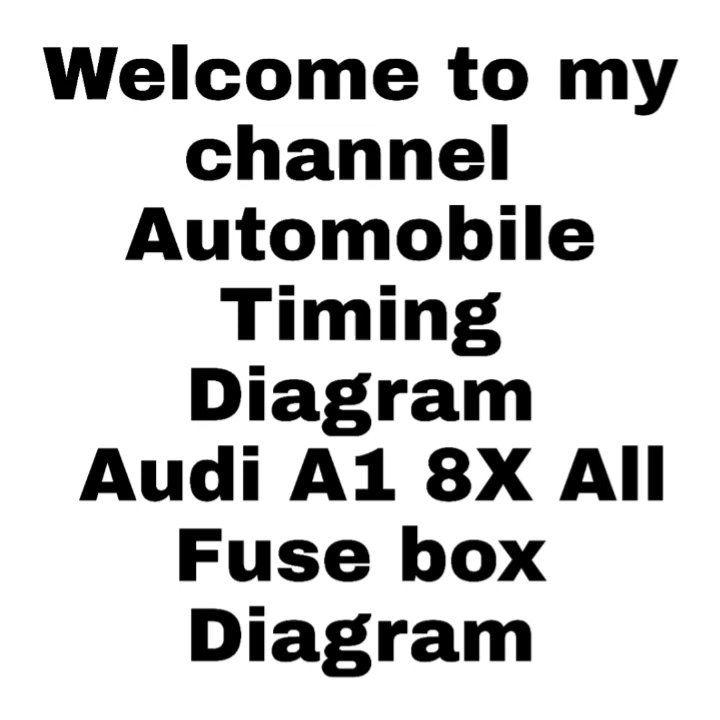 Welcome to my
channel
Automobile
Timing
Diagram
Audi A1 8X All
Fuse box
Diagram